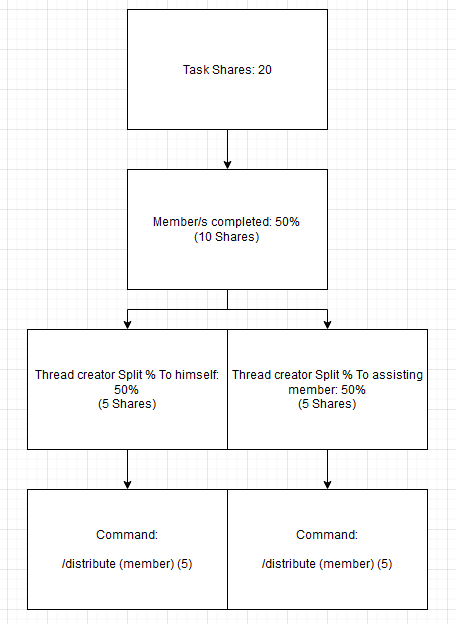 Task Shares: 20
Member/s completed: 50%
(10 Shares)
Thread creator Split % To himself:
50%
(5 Shares)
Thread creator Split % To assisting
member: 50%
(5 Shares)
Command:
/distribute (member) (5)
Command:
/distribute (member) (5)